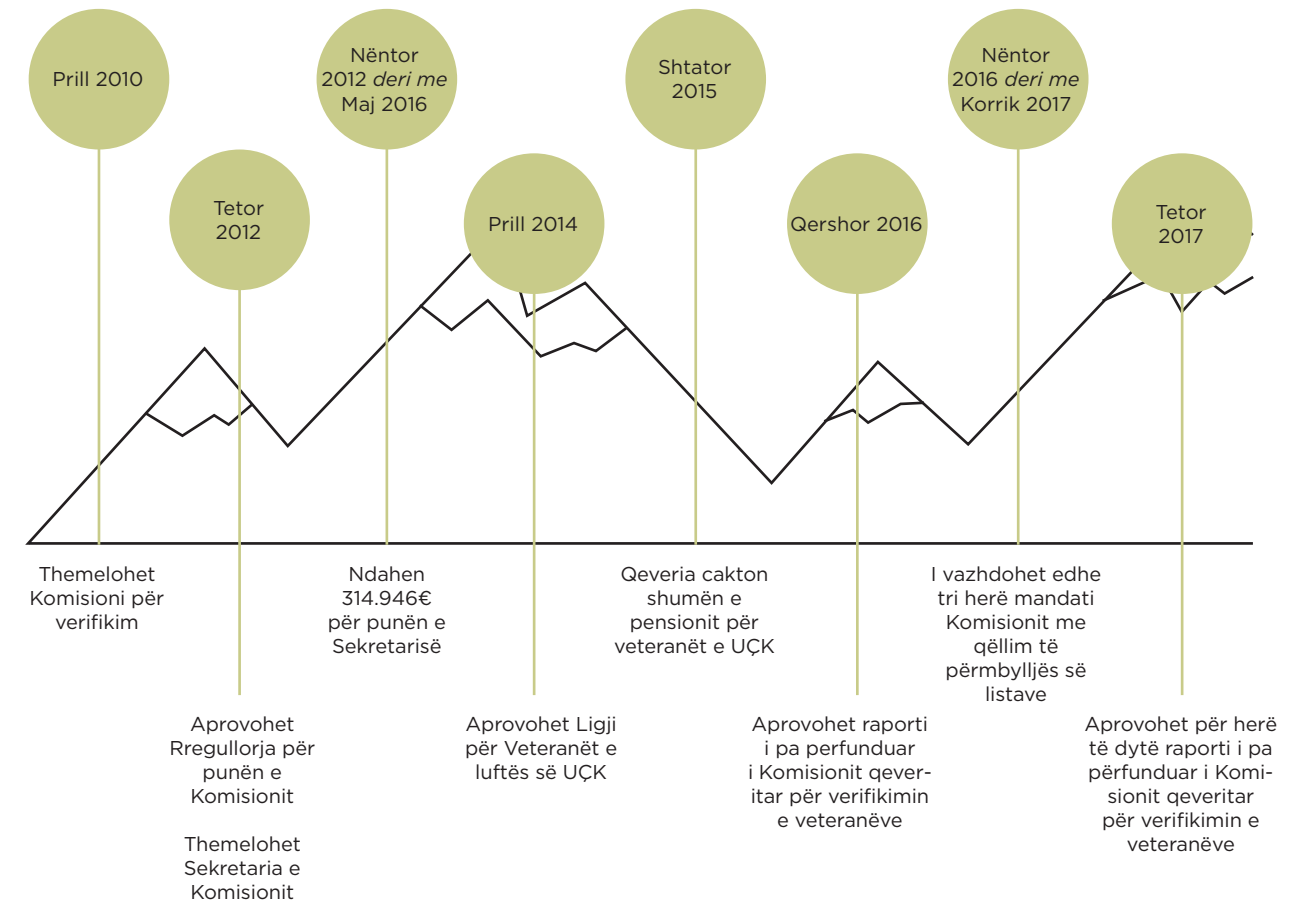 Prill 2010
Nëntor
2012 deri me
Maj 2016
Shtator
2015
Nëntor
2016 deri me
Korrik 2017
Tetor
2012
Prill 2014
Qershor 2016
Tetor
2017
Themelohet
Komisioni për
verifikim
Ndahen
314.946€
për punën e
Sekretarisë
Qeveria cakton
shumën e
pensionit për
veteranët e UÇK
I vazhdohet edhe
tri herë mandati
Komisionit me
qëllim të
përmbylljës së
listave
Aprovohet
Rregullorja për
punën e
Komisionit
Themelohet
Sekretaria e
Komisionit
Aprovohet Ligji
për Veteranët e
luftës së UÇK
Aprovohet raporti
i pa perfunduar
i Komisionit qever-
itar për verifikimin
e veteranëve
Aprovohet për herë
të dytë raporti i pa
përfunduar i Komi-
sionit qeveritar
për verifikimin e
veteranëve